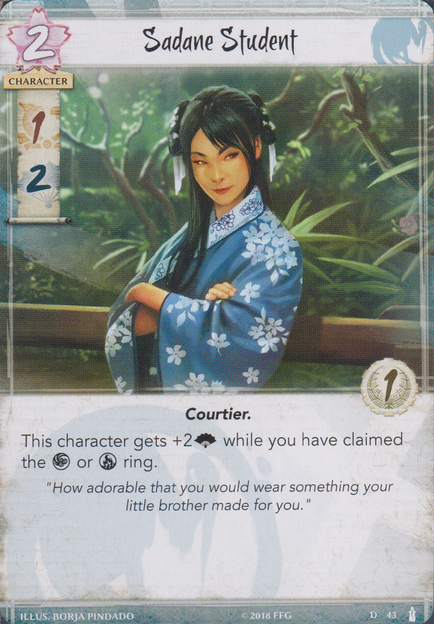 2
Sadane Student
CHARACTER
1
2
1
Courtier.
This character gets +2 while you have claimed
the or ring.
"How adorable that you would wear something your
little brother made for you."
ILLUS. BORJA PINDADO
© 2018 FFG
D 43